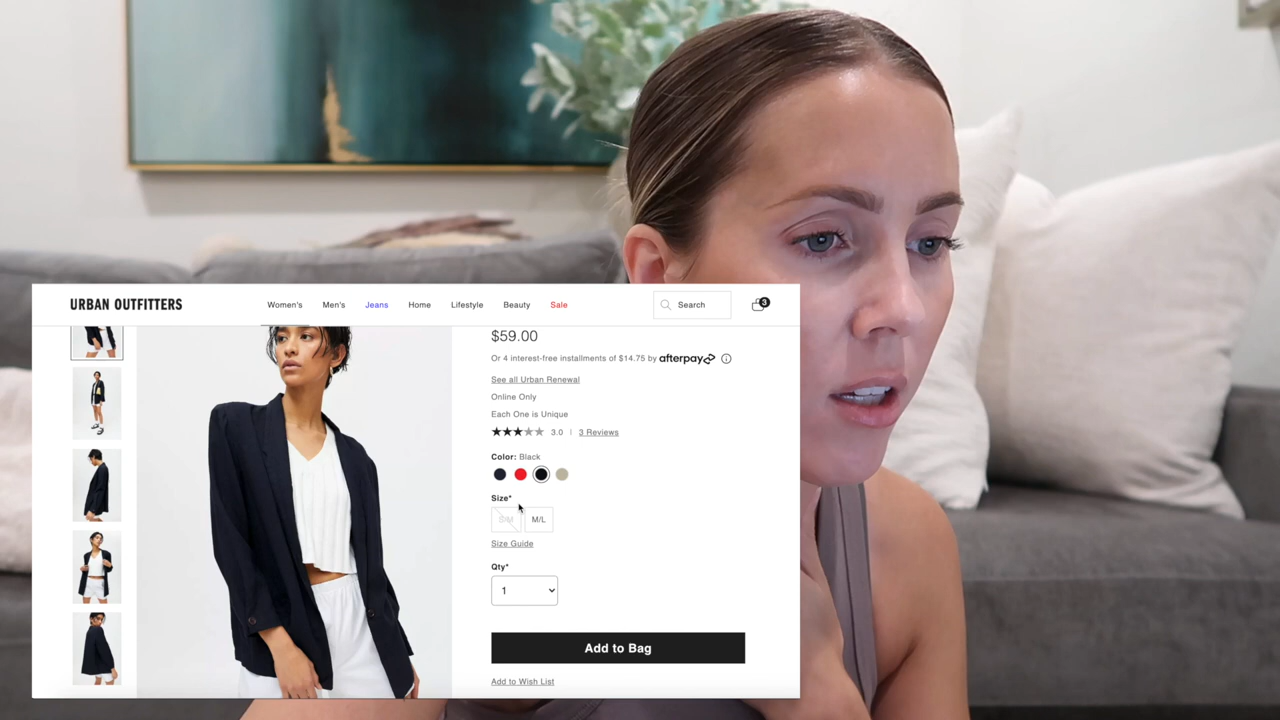 URBAN OUTFITTERS
Women's Men's Jeans Home Lifestyle Beauty Sale
Search
3
$59.00
Or 4 interest-free installments of $14.75 by afterpay
See all Urban Renewal
Online Only
Each One is Unique
3.0 | 3 Reviews
Color: Black
Size*
S/M M/L
Size Guide
Qty*
1
Add to Bag
Add to Wish List